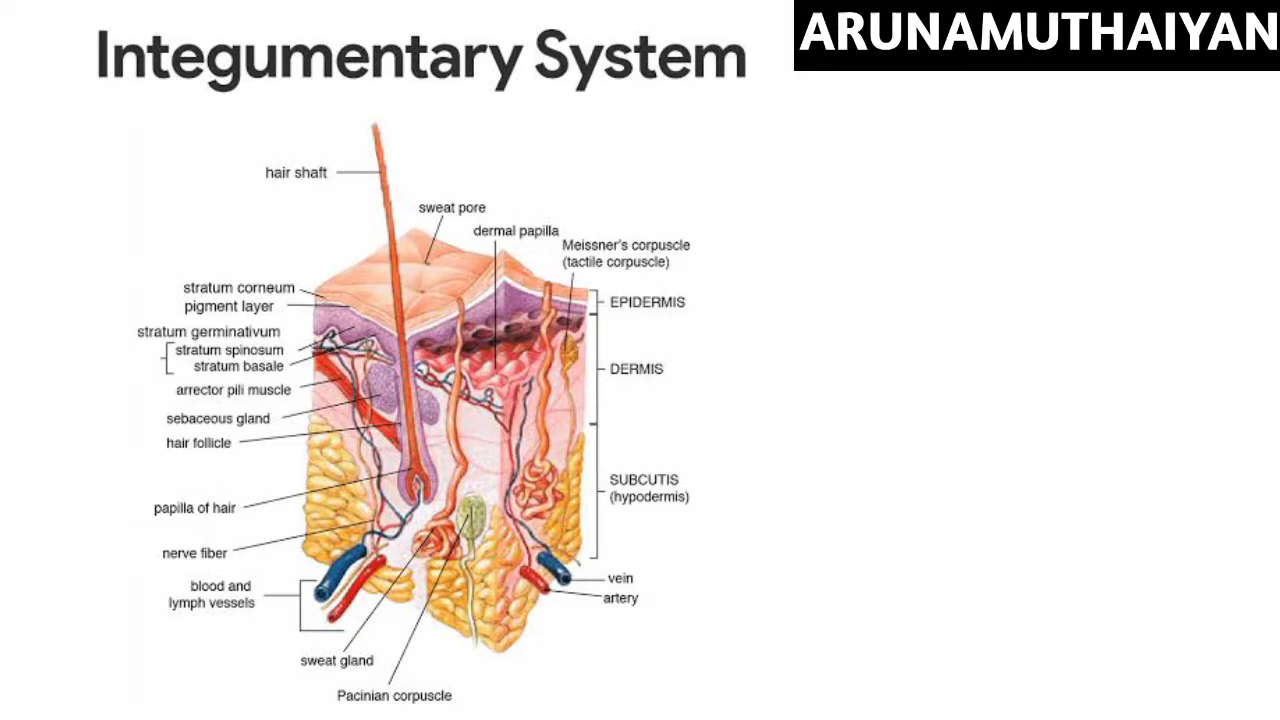 Integumentary System
ARUNAMUTHAIYAN
hair shaft
sweat pore
dermal papilla
Meissner's corpuscle
(tactile corpuscle)
stratum corneum
pigment layer
stratum germinativum
stratum spinosum
stratum basale
arrector pili muscle
sebaceous gland
hair follicle
papilla of hair
nerve fiber
blood and
lymph vessels
sweat gland
Pacinian corpuscle
EPIDERMIS
DERMIS
SUBCUTIS
(hypodermis)
vein
artery